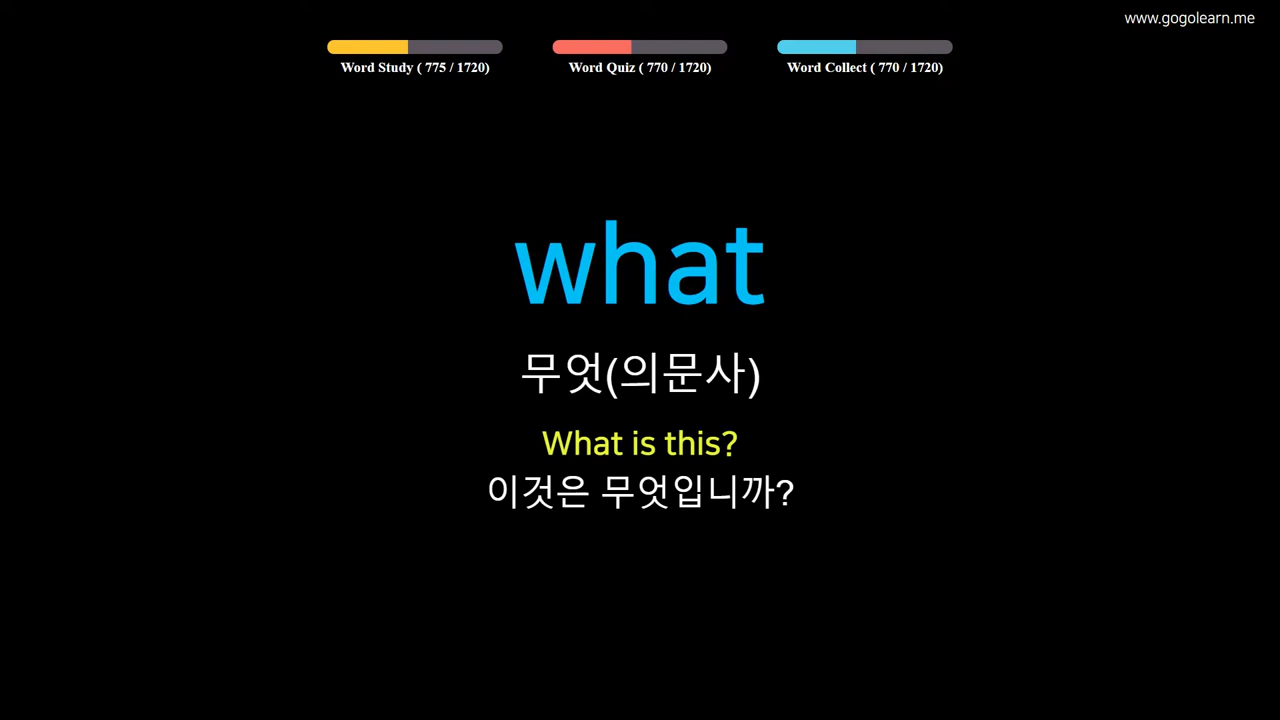 www.gogolearn.me
Word Study ( 775 / 1720)
Word Quiz ( 770 / 1720)
Word Collect ( 770 / 1720)
what
무엇(의문사)
What is this?
이것은 무엇입니까?